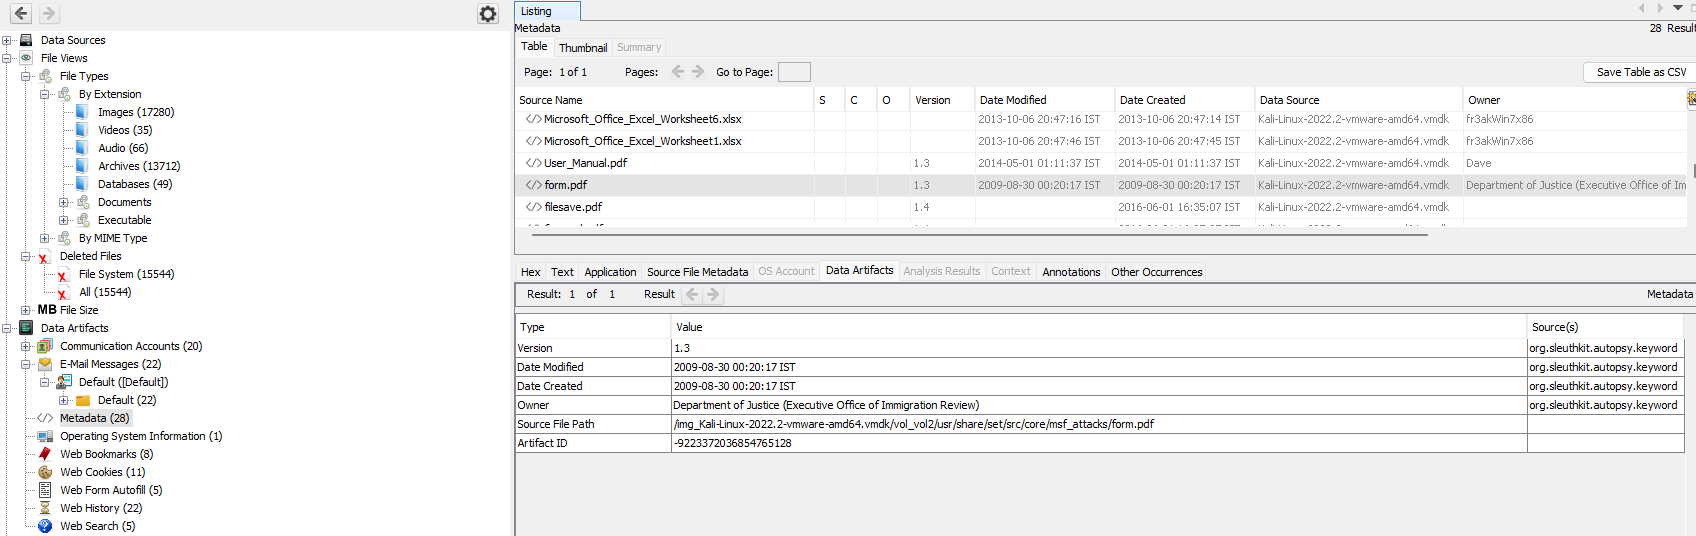 Data Sources
File Views
File Types
By Extension
Images (17280)
Videos (35)
Audio (66)
Archives (13712)
Databases (49)
Documents
Executable
By MIME Type
Deleted Files
File System (15544)
All (15544)
MB File Size
Data Artifacts
Communication Accounts (20)
E-Mail Messages (22)
Default ([Default])
Default (22)
Metadata (28)
Operating System Information (1)
Web Bookmarks (8)
Web Cookies (11)
Web Form Autofill (5)
Web History (22)
Web Search (5)
Listing
Metadata 28 Result
Table Thumbnail Summary
Page: 1 of 1 Pages: Go to Page: Save Table as CSV
Source Name S C O Version Date Modified Date Created Data Source Owner
Microsoft_Office_Excel_Worksheet6.xlsx 2013-10-06 20:47:16 IST 2013-10-06 20:47:14 IST Kali-Linux-2022.2-vmware-amd64.vmdk fr3akWin7x86
Microsoft_Office_Excel_Worksheet1.xlsx 2013-10-06 20:47:46 IST 2013-10-06 20:47:45 IST Kali-Linux-2022.2-vmware-amd64.vmdk fr3akWin7x86
User_Manual.pdf 1.3 2014-05-01 01:11:37 IST 2014-05-01 01:11:37 IST Kali-Linux-2022.2-vmware-amd64.vmdk Dave
form.pdf 1.3 2009-08-30 00:20:17 IST 2009-08-30 00:20:17 IST Kali-Linux-2022.2-vmware-amd64.vmdk Department of Justice (Executive Office of Im
filesave.pdf 1.4 2016-06-01 16:35:07 IST Kali-Linux-2022.2-vmware-amd64.vmdk
Hex Text Application Source File Metadata OS Account Data Artifacts Analysis Results Context Annotations Other Occurrences
Result: 1 of 1 Result Metadata
Type Value Source(s)
Version 1.3 org.sleuthkit.autopsy.keyword
Date Modified 2009-08-30 00:20:17 IST org.sleuthkit.autopsy.keyword
Date Created 2009-08-30 00:20:17 IST org.sleuthkit.autopsy.keyword
Owner Department of Justice (Executive Office of Immigration Review) org.sleuthkit.autopsy.keyword
Source File Path /img_Kali-Linux-2022.2-vmware-amd64.vmdk/vol_vol2/usr/share/set/src/core/msf_attacks/form.pdf
Artifact ID -9223372036854765128